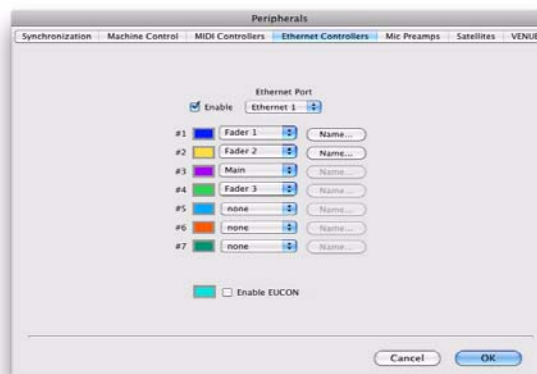 Peripherals
Synchronization Machine Control MIDI Controllers Ethernet Controllers Mic Preamps Satellites VENUE
Ethernet Port
Enable Ethernet 1
#1 Fader 1 Name...
#2 Fader 2 Name...
#3 Main Name...
#4 Fader 3 Name...
#5 none Name...
#6 none Name...
#7 none Name...
Enable EUCON
Cancel OK